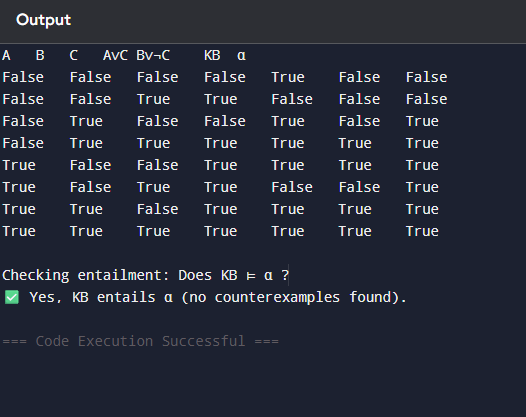 Output
A B C A∨C B∨¬C KB α
False False False False True False False
False False True True False False False
False True False False True False True
False True True True True True True
True False False True True True True
True False True True False False True
True True False True True True True
True True True True True True True
Checking entailment: Does KB ⊨ α ?
✅ Yes, KB entails α (no counterexamples found).
=== Code Execution Successful ===